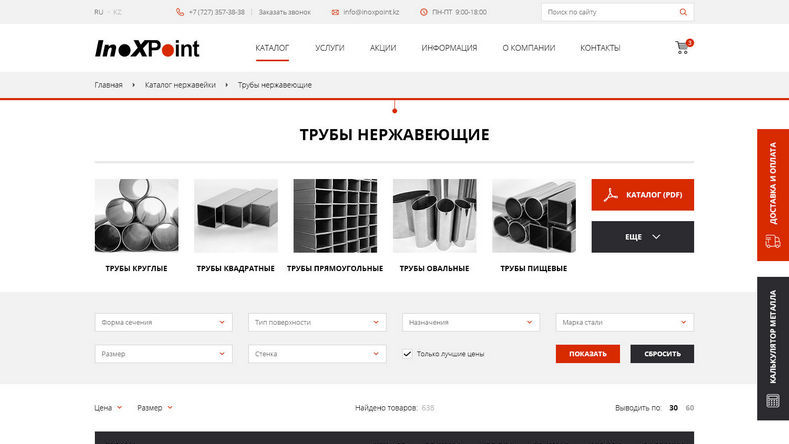 RU KZ +7 (727) 357-38-38 Заказать звонок info@inoxpoint.kz ПН-ПТ 9:00-18:00 Поиск по сайту
InoXPoint КАТАЛОГ УСЛУГИ АКЦИИ ИНФОРМАЦИЯ О КОМПАНИИ КОНТАКТЫ 3
Главная Каталог нержавейки Трубы нержавеющие
ТРУБЫ НЕРЖАВЕЮЩИЕ
КАТАЛОГ (PDF)
ЕЩЕ
ТРУБЫ КРУГЛЫЕ ТРУБЫ КВАДРАТНЫЕ ТРУБЫ ПРЯМОУГОЛЬНЫЕ ТРУБЫ ОВАЛЬНЫЕ ТРУБЫ ПИЩЕВЫЕ
ДОСТАВКА И ОПЛАТА
КАЛЬКУЛЯТОР МЕТАЛЛА
Форма сечения Тип поверхности Назначения Марка стали
Размер Стенка Только лучшие цены ПОКАЗАТЬ СБРОСИТЬ
Цена Размер Найдено товаров: 638 Выводить по: 30 60